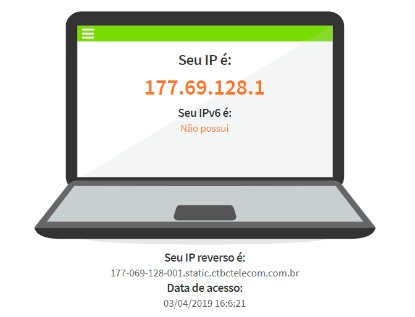 Seu IP é:
177.69.128.1
Seu IPv6 é:
Não possui
Seu IP reverso é:
177-069-128-001.static.ctbctelecom.com.br
Data de acesso:
03/04/2019 16:6:21